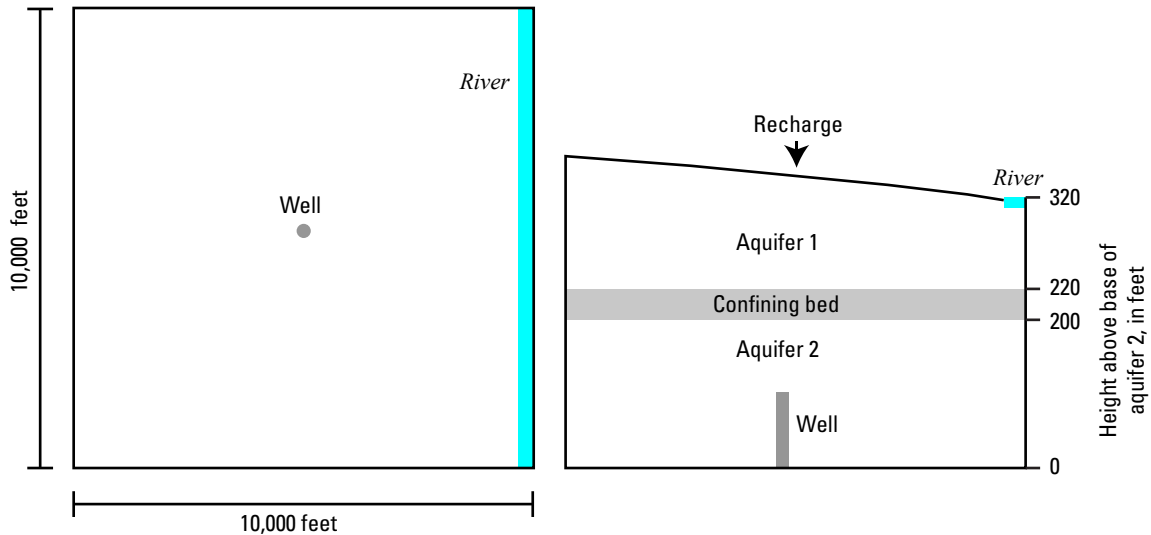 River
Well
10,000 feet
10,000 feet
Recharge
River
320
Aquifer 1
220
Confining bed
200
Aquifer 2
Well
0
Height above base of
aquifer 2, in feet